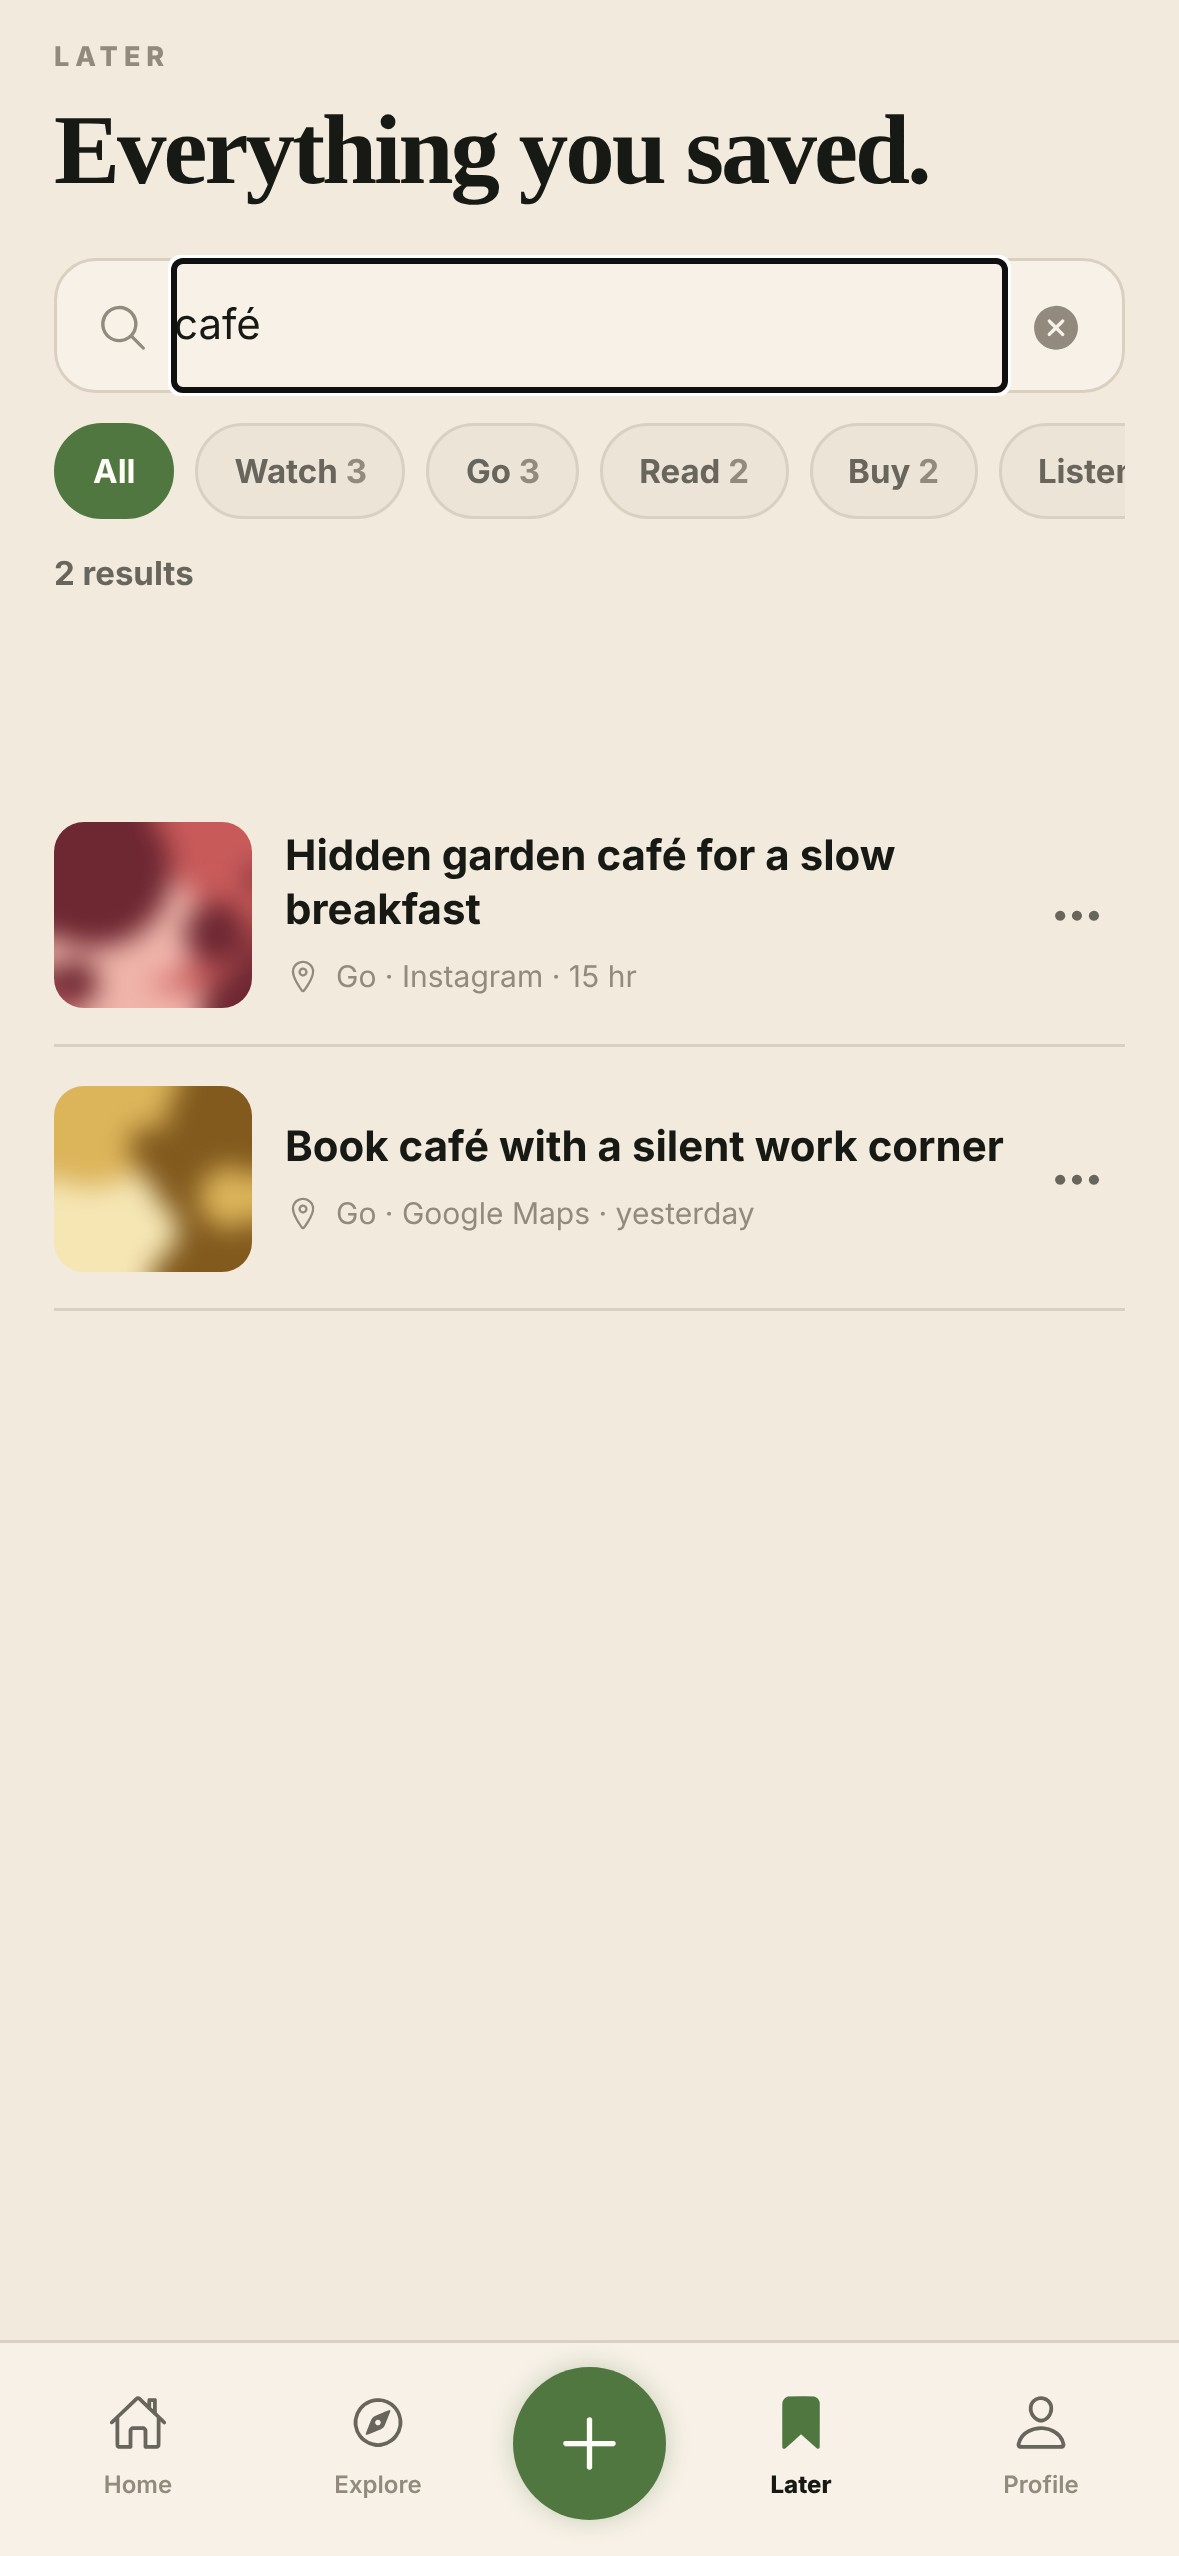 LATER
Everything you saved.
café
All Watch 3 Go 3 Read 2 Buy 2
2 results
Hidden garden café for a slow
breakfast
Go · Instagram · 15 hr
Book café with a silent work corner
Go · Google Maps · yesterday
Home Explore Later Profile